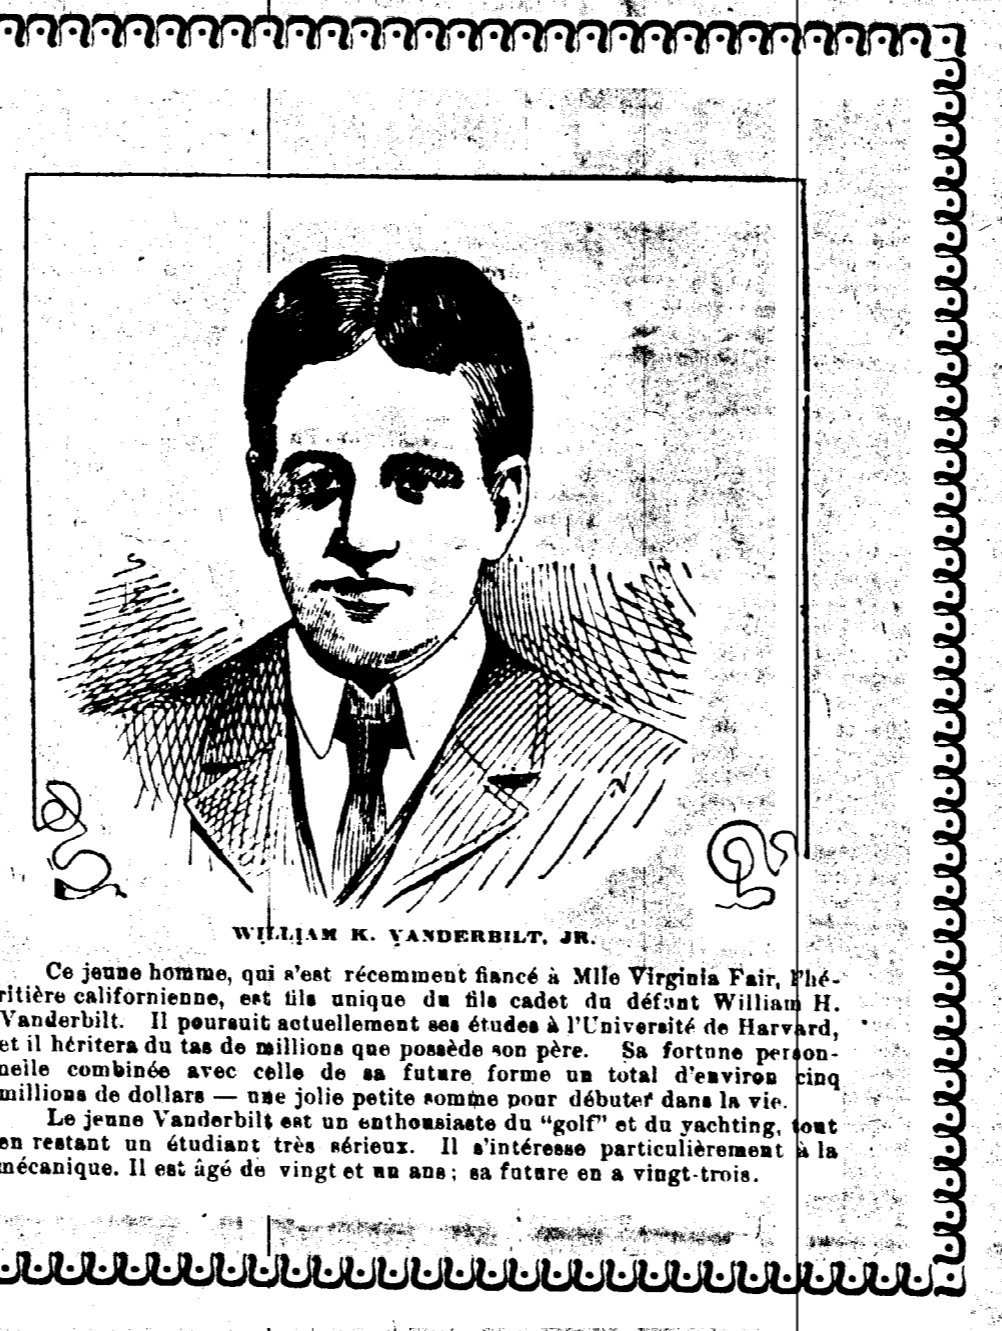 WILLIAM K. VANDERBILT, JR.
Ce jeune homme, qui s'est récemment fiancé à Mlle Virginia Fair, l'hé-
ritière californienne, est fils unique du fils cadet du défunt William H.
Vanderbilt. Il poursuit actuellement ses études à l'Université de Harvard,
et il héritera du tas de millions que possède son père. Sa fortune person-
nelle combinée avec celle de sa future forme un total d'environ cinq
millions de dollars — une jolie petite somme pour débuter dans la vie.
Le jeune Vanderbilt est un enthousiaste du “golf” et du yachting, tout
en restant un étudiant très sérieux. Il s'intéresse particulièrement à la
mécanique. Il est âgé de vingt et un ans; sa future en a vingt-trois.